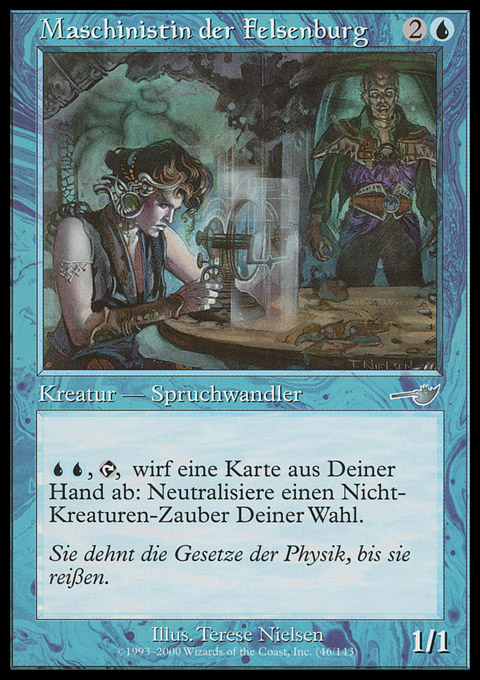 Maschinistin der Felsenburg 2
T. NIELSEN
Kreatur — Spruchwandler
, , wirf eine Karte aus Deiner
Hand ab: Neutralisiere einen Nicht-
Kreaturen-Zauber Deiner Wahl.
Sie dehnt die Gesetze der Physik, bis sie
reißen.
Illus. Terese Nielsen
©1993–2000 Wizards of the Coast, Inc. (46/143)
1/1